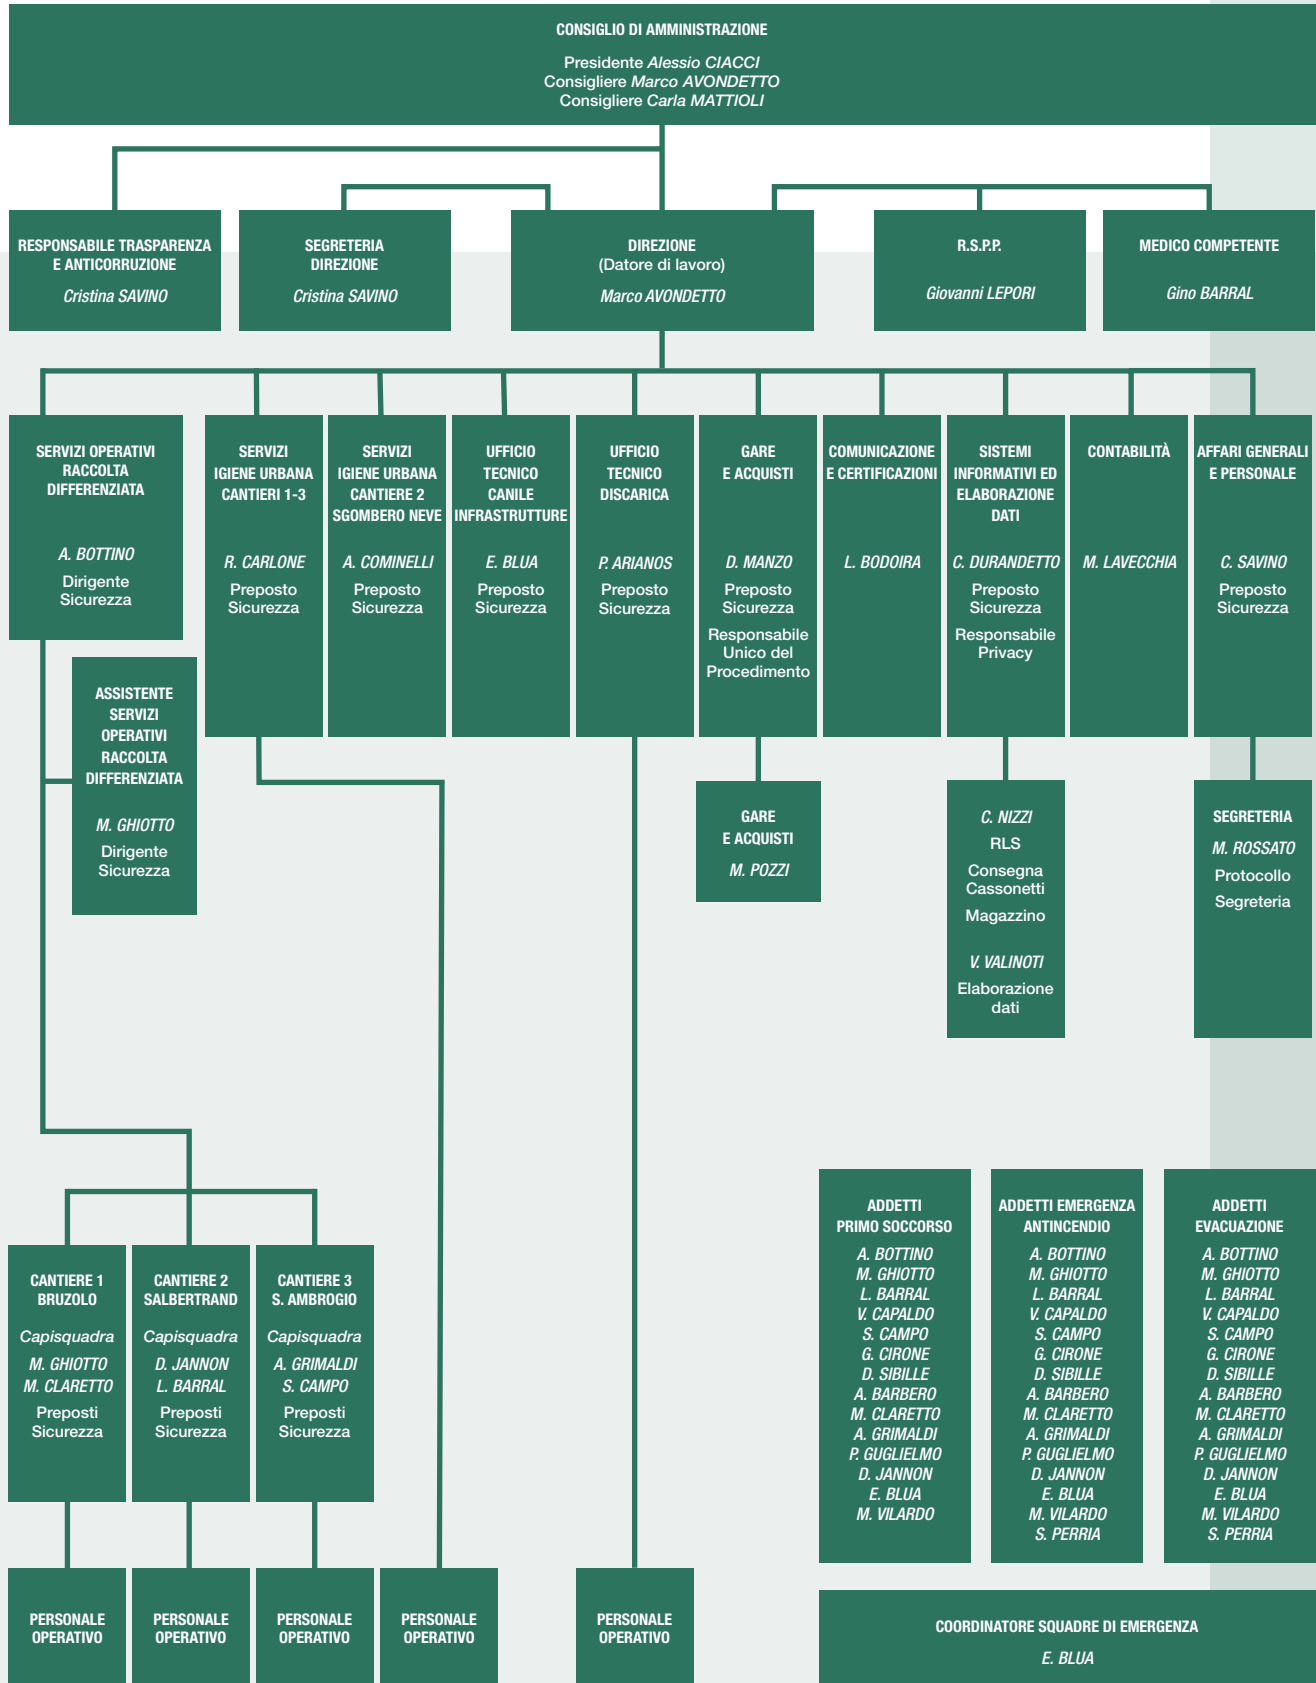 CONSIGLIO DI AMMINISTRAZIONE
Presidente Alessio CIACCI
Consigliere Marco AVONDETTO
Consigliere Carla MATTIOLI
RESPONSABILE TRASPARENZA
E ANTICORRUZIONE
Cristina SAVINO
SEGRETERIA
DIREZIONE
Cristina SAVINO
DIREZIONE
(Datore di lavoro)
Marco AVONDETTO
R.S.P.P.
Giovanni LEPORI
MEDICO COMPETENTE
Gino BARRAL
SERVIZI OPERATIVI
RACCOLTA
DIFFERENZIATA
A. BOTTINO
Dirigente
Sicurezza
SERVIZI
IGIENE URBANA
CANTIERI 1-3
R. CARLONE
Preposto
Sicurezza
SERVIZI
IGIENE URBANA
CANTIERE 2
SGOMBERO NEVE
A. COMINELLI
Preposto
Sicurezza
UFFICIO
TECNICO
CANILE
INFRASTRUTTURE
E. BLUA
Preposto
Sicurezza
UFFICIO
TECNICO
DISCARICA
P. ARIANOS
Preposto
Sicurezza
GARE
E ACQUISTI
D. MANZO
Preposto
Sicurezza
Responsabile
Unico del
Procedimento
COMUNICAZIONE
E CERTIFICAZIONI
L. BODOIRA
SISTEMI
INFORMATIVI ED
ELABORAZIONE
DATI
C. DURANDETTO
Preposto
Sicurezza
Responsabile
Privacy
CONTABILITÀ
M. LAVECCHIA
AFFARI GENERALI
E PERSONALE
C. SAVINO
Preposto
Sicurezza
ASSISTENTE
SERVIZI
OPERATIVI
RACCOLTA
DIFFERENZIATA
M. GHIOTTO
Dirigente
Sicurezza
GARE
E ACQUISTI
M. POZZI
C. NIZZI
RLS
Consegna
Cassonetti
Magazzino
V. VALINOTI
Elaborazione
dati
SEGRETERIA
M. ROSSATO
Protocollo
Segreteria
CANTIERE 1
BRUZOLO
Capisquadra
M. GHIOTTO
M. CLARETTO
Preposti
Sicurezza
CANTIERE 2
SALBERTRAND
Capisquadra
D. JANNON
L. BARRAL
Preposti
Sicurezza
CANTIERE 3
S. AMBROGIO
Capisquadra
A. GRIMALDI
S. CAMPO
Preposti
Sicurezza
ADDETTI
PRIMO SOCCORSO
A. BOTTINO
M. GHIOTTO
L. BARRAL
V. CAPALDO
S. CAMPO
G. CIRONE
D. SIBILLE
A. BARBERO
M. CLARETTO
A. GRIMALDI
P. GUGLIELMO
D. JANNON
E. BLUA
M. VILARDO
ADDETTI EMERGENZA
ANTINCENDIO
A. BOTTINO
M. GHIOTTO
L. BARRAL
V. CAPALDO
S. CAMPO
G. CIRONE
D. SIBILLE
A. BARBERO
M. CLARETTO
A. GRIMALDI
P. GUGLIELMO
D. JANNON
E. BLUA
M. VILARDO
S. PERRIA
ADDETTI
EVACUAZIONE
A. BOTTINO
M. GHIOTTO
L. BARRAL
V. CAPALDO
S. CAMPO
G. CIRONE
D. SIBILLE
A. BARBERO
M. CLARETTO
A. GRIMALDI
P. GUGLIELMO
D. JANNON
E. BLUA
M. VILARDO
S. PERRIA
PERSONALE
OPERATIVO
PERSONALE
OPERATIVO
PERSONALE
OPERATIVO
PERSONALE
OPERATIVO
PERSONALE
OPERATIVO
COORDINATORE SQUADRE DI EMERGENZA
E. BLUA